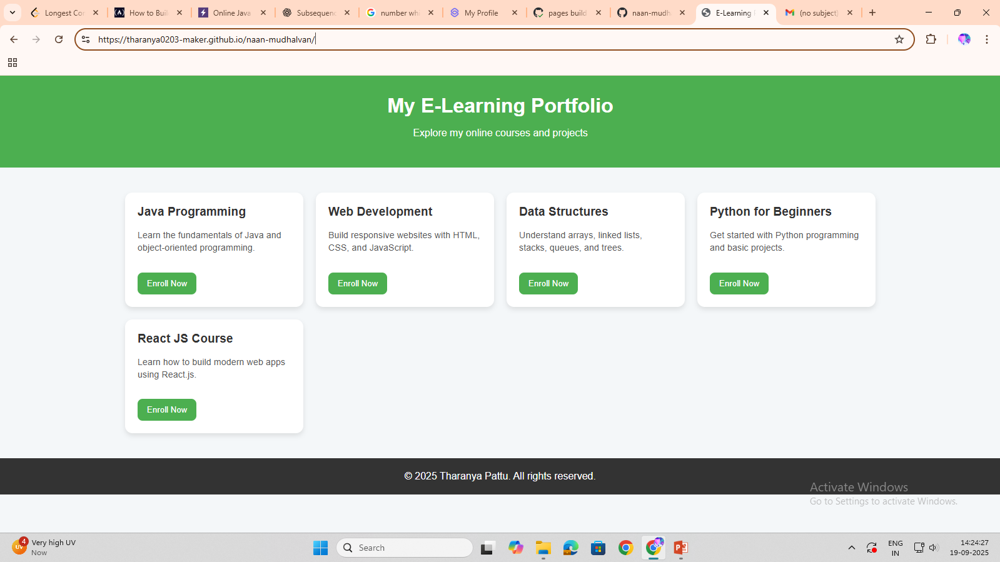 Longest Cor
How to Buil
Online Java
Subsequenc
number wha
My Profile
pages build
naan-mudh
E-Learning
(no subject)
https://tharanya0203-maker.github.io/naan-mudhalvan/
My E-Learning Portfolio
Explore my online courses and projects
Java Programming
Learn the fundamentals of Java and
object-oriented programming.
Enroll Now
Web Development
Build responsive websites with HTML,
CSS, and JavaScript.
Enroll Now
Data Structures
Understand arrays, linked lists,
stacks, queues, and trees.
Enroll Now
Python for Beginners
Get started with Python programming
and basic projects.
Enroll Now
React JS Course
Learn how to build modern web apps
using React.js.
Enroll Now
© 2025 Tharanya Pattu. All rights reserved.
Activate Windows
Go to Settings to activate Windows.
4
UV
Very high UV
Now
Search
ENG
IN
14:24:27
19-09-2025